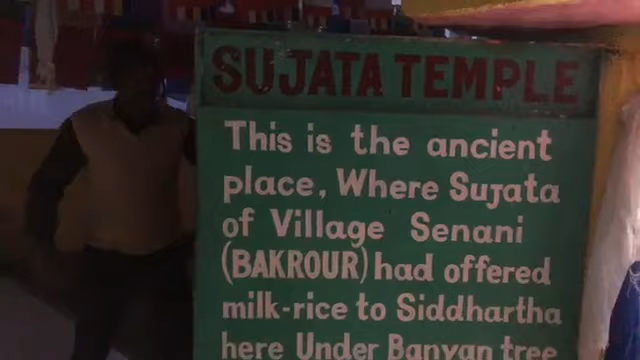 SUJATA TEMPLE
This is the ancient
place, Where Sujata
of Village Senani
(BAKROUR) had offered
milk-rice to Siddhartha
here Under Banyan tree